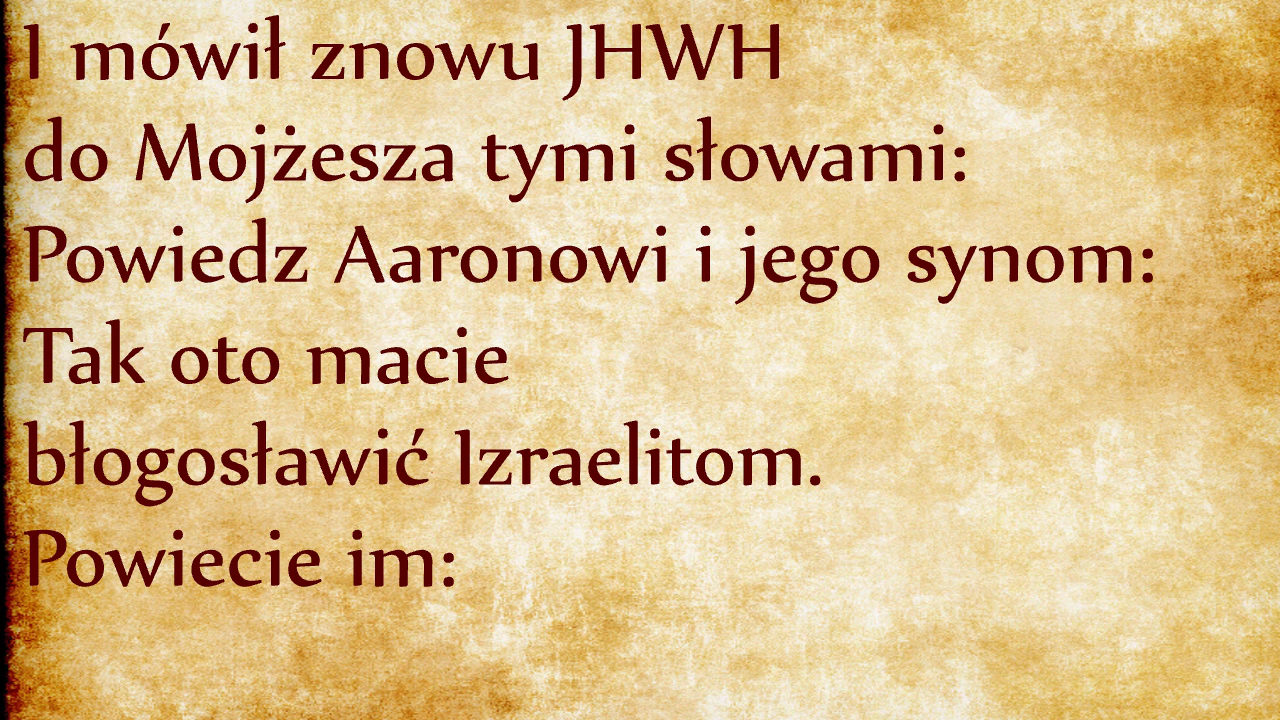 I mówił znowu JHWH
do Mojżesza tymi słowami:
Powiedz Aaronowi i jego synom:
Tak oto macie
błogosławić Izraelitom.
Powiecie im: